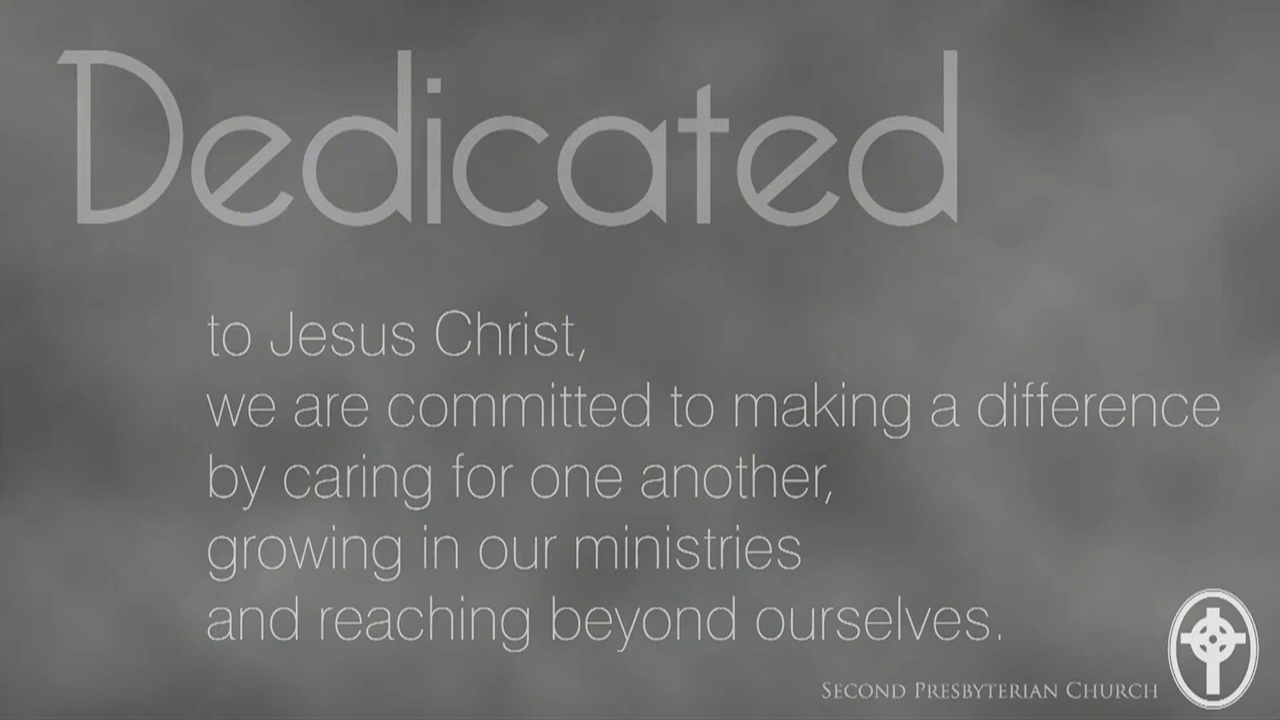 Dedicated
to Jesus Christ,
we are committed to making a difference
by caring for one another,
growing in our ministries
and reaching beyond ourselves.
Second Presbyterian Church